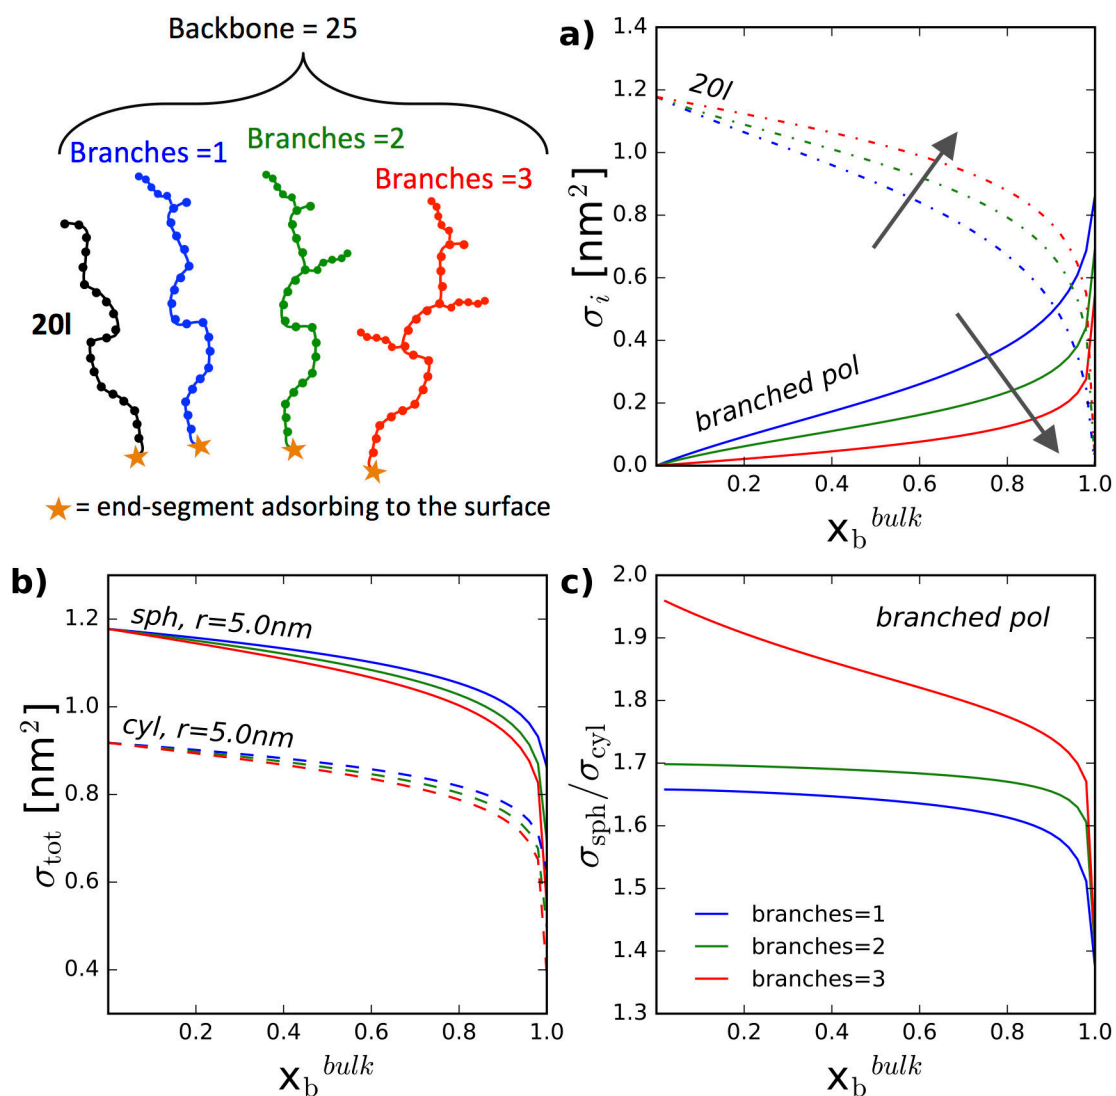 Backbone = 25
Branches =1
Branches =2
Branches =3
20l
= end-segment adsorbing to the surface
a)
1.4
1.2
1.0
0.8
0.6
0.4
0.2
0.0
σi [nm²]
20l
branched pol
0.2 0.4 0.6 0.8 1.0
xb^bulk
b)
1.2
1.0
0.8
0.6
0.4
σtot [nm²]
sph, r=5.0nm
cyl, r=5.0nm
0.2 0.4 0.6 0.8 1.0
xb^bulk
c)
2.0
1.9
1.8
1.7
1.6
1.5
1.4
1.3
σsph/σcyl
branched pol
branches=1
branches=2
branches=3
0.2 0.4 0.6 0.8 1.0
xb^bulk